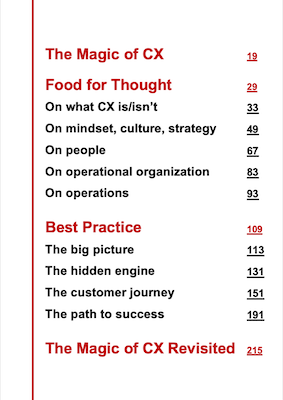 The Magic of CX 19
Food for Thought 29
On what CX is/isn't 33
On mindset, culture, strategy 49
On people 67
On operational organization 83
On operations 93
Best Practice 109
The big picture 113
The hidden engine 131
The customer journey 151
The path to success 191
The Magic of CX Revisited 215